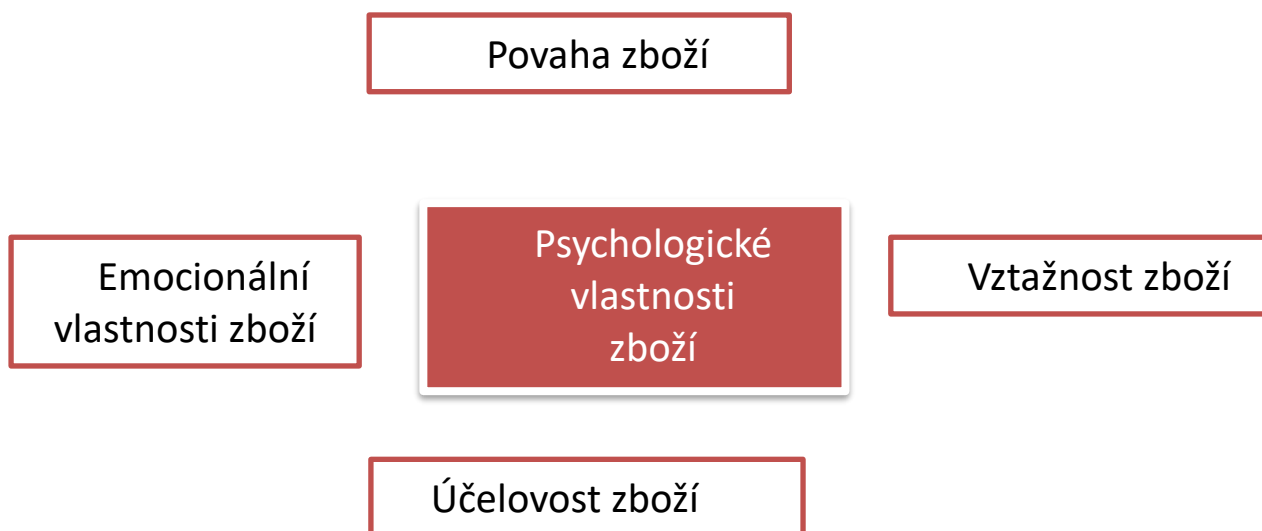 Povaha zboží
Emocionální
vlastnosti zboží
Psychologické
vlastnosti
zboží
Vztažnost zboží
Účelovost zboží